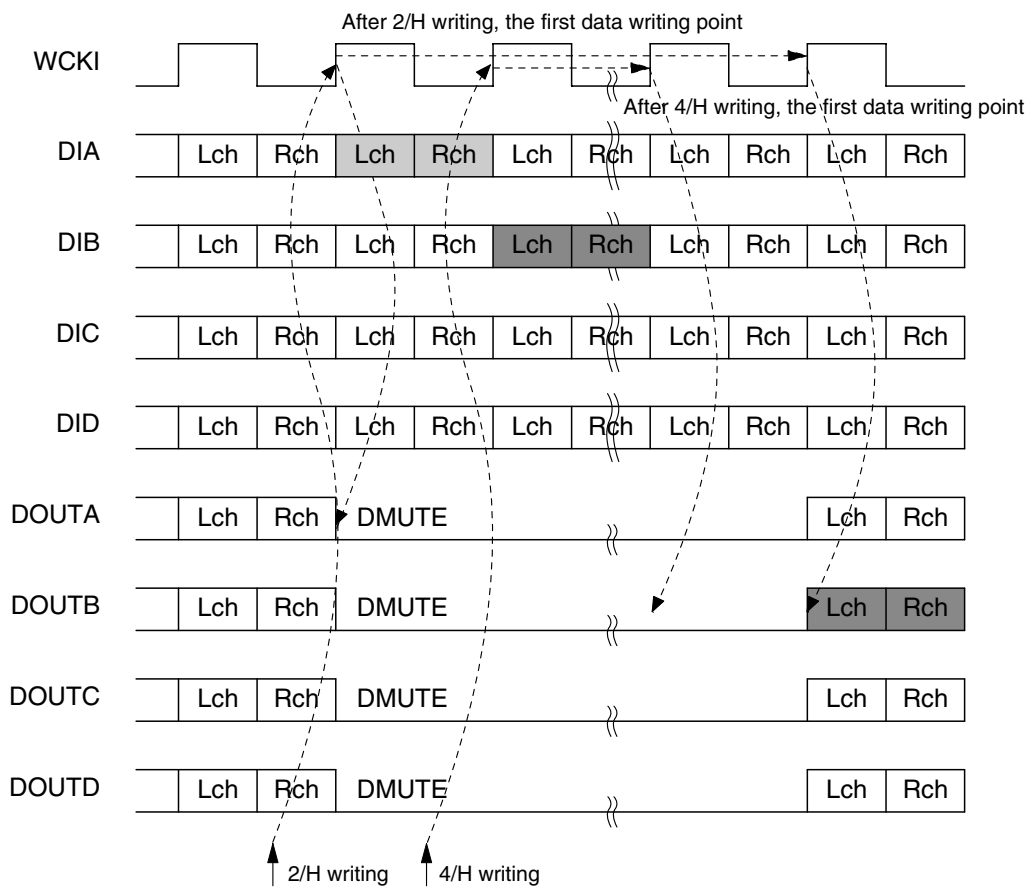 After 2/H writing, the first data writing point
WCKI
After 4/H writing, the first data writing point
DIA Lch Rch Lch Rch Lch Rch Lch Rch Lch Rch
DIB Lch Rch Lch Rch Lch Rch Lch Rch Lch Rch
DIC Lch Rch Lch Rch Lch Rch Lch Rch Lch Rch
DID Lch Rch Lch Rch Lch Rch Lch Rch Lch Rch
DOUTA Lch Rch DMUTE Lch Rch
DOUTB Lch Rch DMUTE Lch Rch
DOUTC Lch Rch DMUTE Lch Rch
DOUTD Lch Rch DMUTE Lch Rch
2/H writing 4/H writing